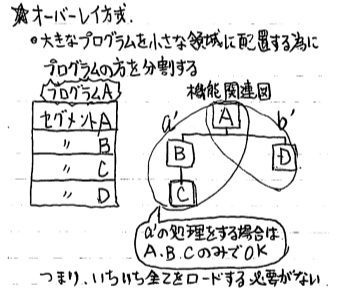 ☆オーバーレイ方式.
○大きなプログラムを小さな領域に配置する為に
プログラムの方を分割する
プログラムA
セグメントA
〃 B
〃 C
〃 D
機能関連図
a'
b'
A
B
D
C
a'の処理をする場合は
A.B.CのみでOK
つまり、いちいち全てをロードする必要がない.